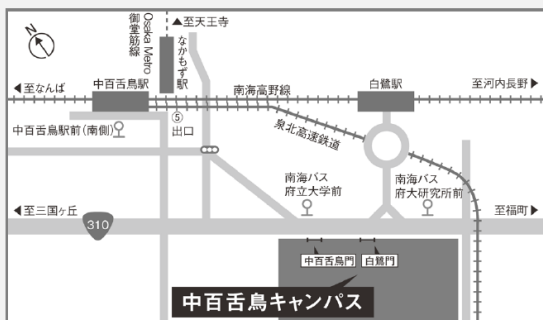 N
Osaka Metro
御堂筋線
なかもず駅
▲至天王寺
◀至なんば
中百舌鳥駅
南海高野線
白鷺駅
至河内長野▶
⑤
出口
中百舌鳥駅前(南側)
泉北高速鉄道
南海バス
府立大学前
南海バス
府大研究所前
◀至三国ヶ丘
310
至福町▶
中百舌鳥門
白鷺門
中百舌鳥キャンパス